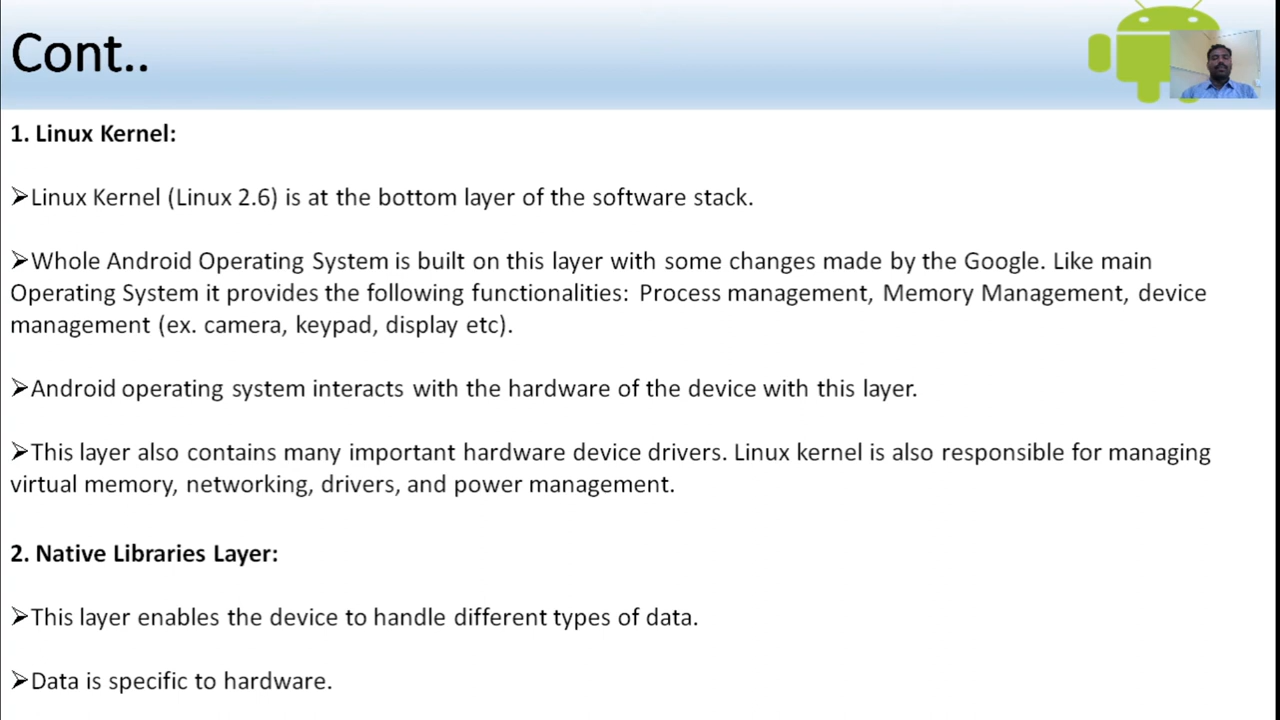 Cont..
1. Linux Kernel:
➢Linux Kernel (Linux 2.6) is at the bottom layer of the software stack.
➢Whole Android Operating System is built on this layer with some changes made by the Google. Like main
Operating System it provides the following functionalities: Process management, Memory Management, device
management (ex. camera, keypad, display etc).
➢Android operating system interacts with the hardware of the device with this layer.
➢This layer also contains many important hardware device drivers. Linux kernel is also responsible for managing
virtual memory, networking, drivers, and power management.
2. Native Libraries Layer:
➢This layer enables the device to handle different types of data.
➢Data is specific to hardware.